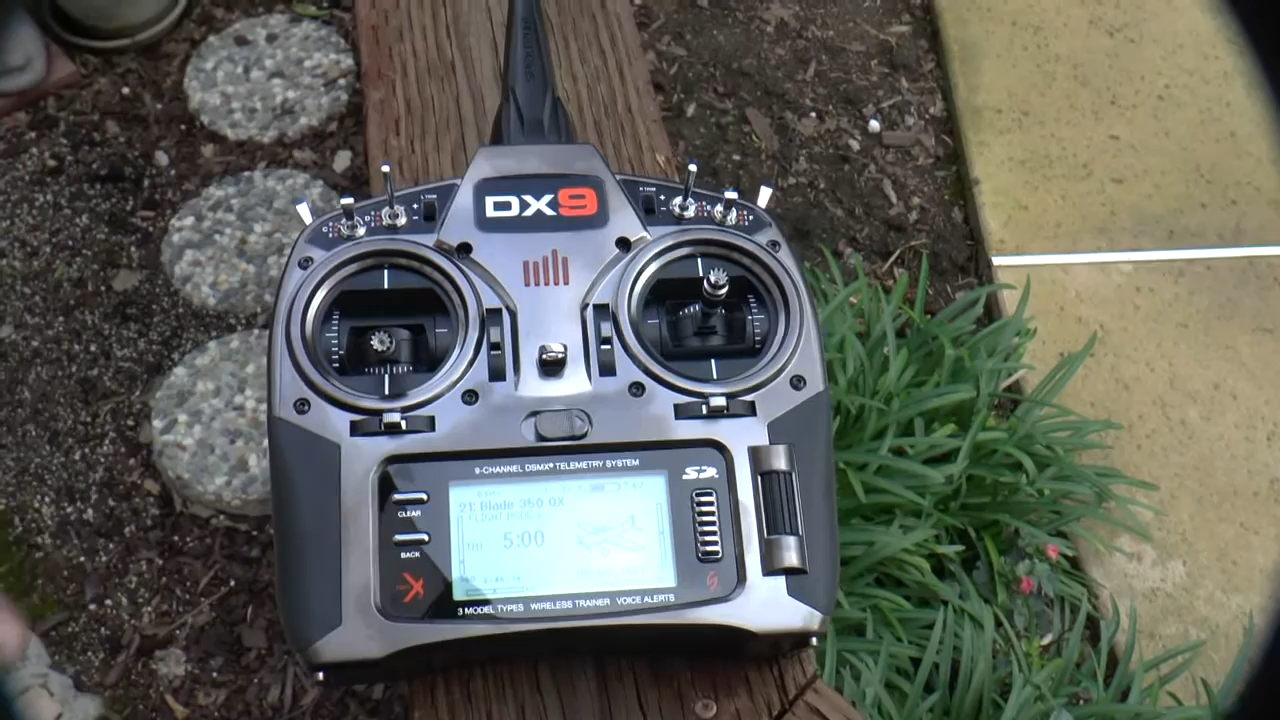 DX9
9-CHANNEL DSMX® TELEMETRY SYSTEM
SD
21: Blade 350 QX
CLEAR
5:00
BACK
3 MODEL TYPES WIRELESS TRAINER VOICE ALERTS